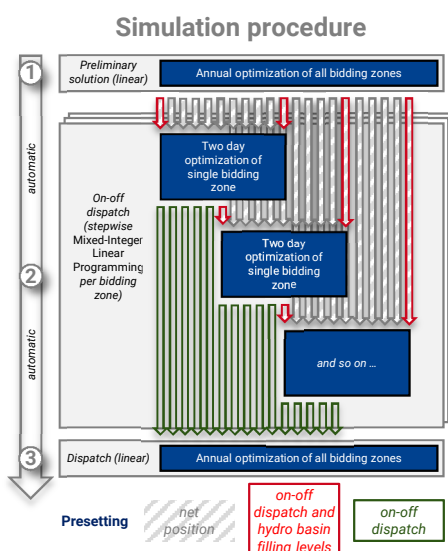 Simulation procedure
1
Preliminary
solution (linear)
Annual optimization of all bidding zones
automatic
On-off
dispatch
(stepwise
Mixed-Integer
Linear
Programming
per bidding
zone)
Two day
optimization of
single bidding
zone
2
Two day
optimization of
single bidding
zone
automatic
and so on ...
3
Dispatch (linear)
Annual optimization of all bidding zones
Presetting
net
position
on-off
dispatch and
hydro basin
filling levels
on-off
dispatch